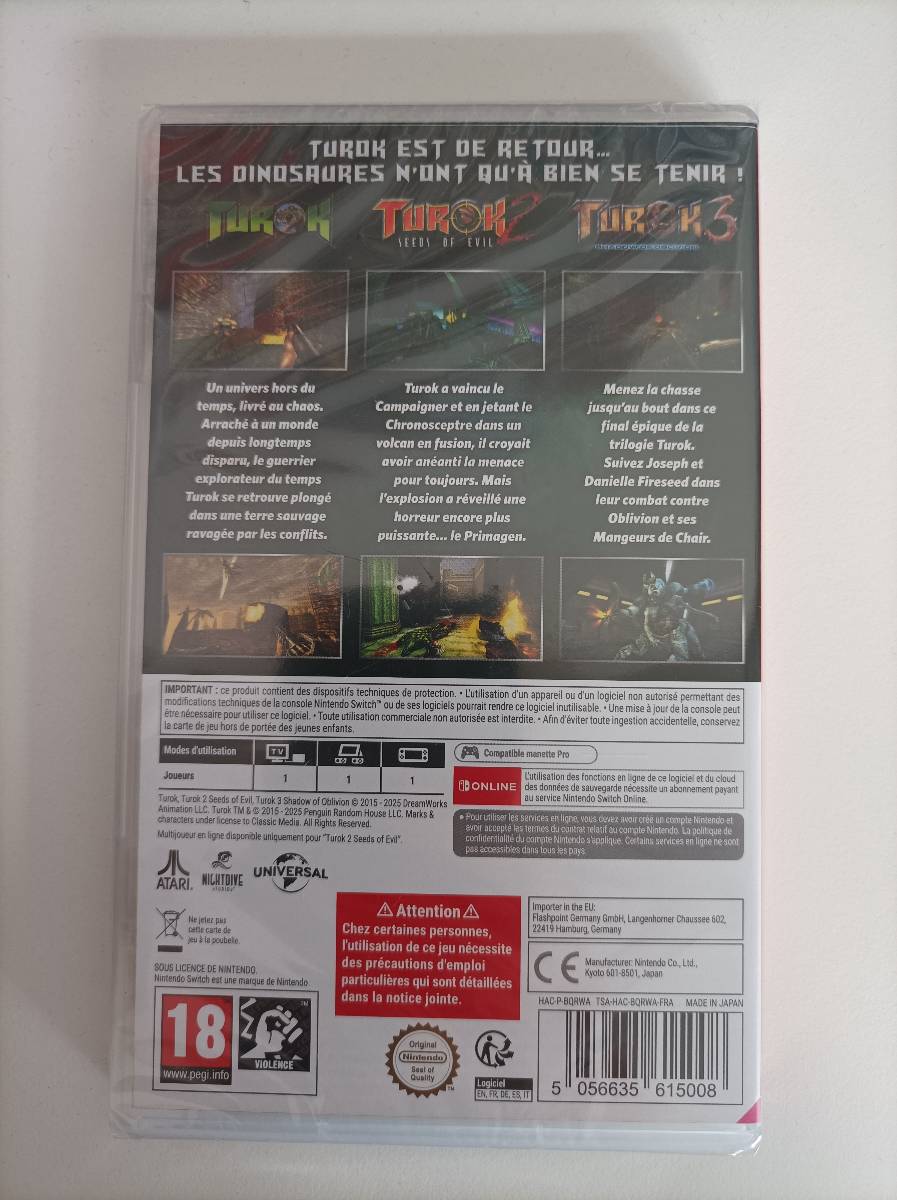 TUROK EST DE RETOUR...
LES DINOSAURES N'ONT QU'À BIEN SE TENIR !
TUROK
TUROK 2
SEEDS OF EVIL
TUROK 3
SHADOW OF OBLIVION
Un univers hors du
temps, livré au chaos.
Arraché à un monde
depuis longtemps
disparu, le guerrier
explorateur du temps
Turok se retrouve plongé
dans une terre sauvage
ravagée par les conflits.
Turok a vaincu le
Campaigner et en jetant le
Chronosceptre dans un
volcan en fusion, il croyait
avoir anéanti la menace
pour toujours. Mais
l'explosion a réveillé une
horreur encore plus
puissante... le Primagen.
Menez la chasse
jusqu'au bout dans ce
final épique de la
trilogie Turok.
Suivez Joseph et
Danielle Fireseed dans
leur combat contre
Oblivion et ses
Mangeurs de Chair.
IMPORTANT : ce produit contient des dispositifs techniques de protection. • L'utilisation d'un appareil ou d'un logiciel non autorisé permettant des
modifications techniques de la console Nintendo Switch™ ou de ses logiciels pourrait rendre ce logiciel inutilisable. • Une mise à jour de la console peut
être nécessaire pour utiliser ce logiciel. • Toute utilisation commerciale non autorisée est interdite. • Afin d'éviter toute ingestion accidentelle, conservez
la carte de jeu hors de portée des jeunes enfants.
Modes d'utilisation
TV
Joueurs
1
1
1
Compatible manette Pro
ONLINE
L'utilisation des fonctions en ligne de ce logiciel et du cloud
des données de sauvegarde nécessite un abonnement payant
au service Nintendo Switch Online.
• Pour utiliser les services en ligne, vous devez avoir créé un compte Nintendo et
avoir accepté les termes du contrat relatif au compte Nintendo. La politique de
confidentialité du compte Nintendo s'applique. Certains services en ligne ne sont
pas accessibles dans tous les pays.
Turok, Turok 2 Seeds of Evil, Turok 3 Shadow of Oblivion © 2015 - 2025 DreamWorks
Animation LLC. Turok TM & © 2015 - 2025 Penguin Random House LLC. Marks &
characters under license to Classic Media. All Rights Reserved.
Multijoueur en ligne disponible uniquement pour "Turok 2 Seeds of Evil".
ATARI.
NIGHTDIVE
STUDIOS
UNIVERSAL
Ne jetez pas
cette carte de
jeu à la poubelle.
SOUS LICENCE DE NINTENDO.
Nintendo Switch est une marque de Nintendo.
18
www.pegi.info
VIOLENCE
TM
Attention
Chez certaines personnes,
l'utilisation de ce jeu nécessite
des précautions d'emploi
particulières qui sont détaillées
dans la notice jointe.
Original
Nintendo
Seal of
Quality
TM
Logiciel
EN, FR, DE, ES, IT
Importer in the EU:
Flashpoint Germany GmbH, Langenhorner Chaussee 602,
22419 Hamburg, Germany
CE
Manufacturer: Nintendo Co., Ltd.,
Kyoto 601-8501, Japan
HAC-P-BQRWA TSA-HAC-BQRWA-FRA MADE IN JAPAN
5 056635 615008